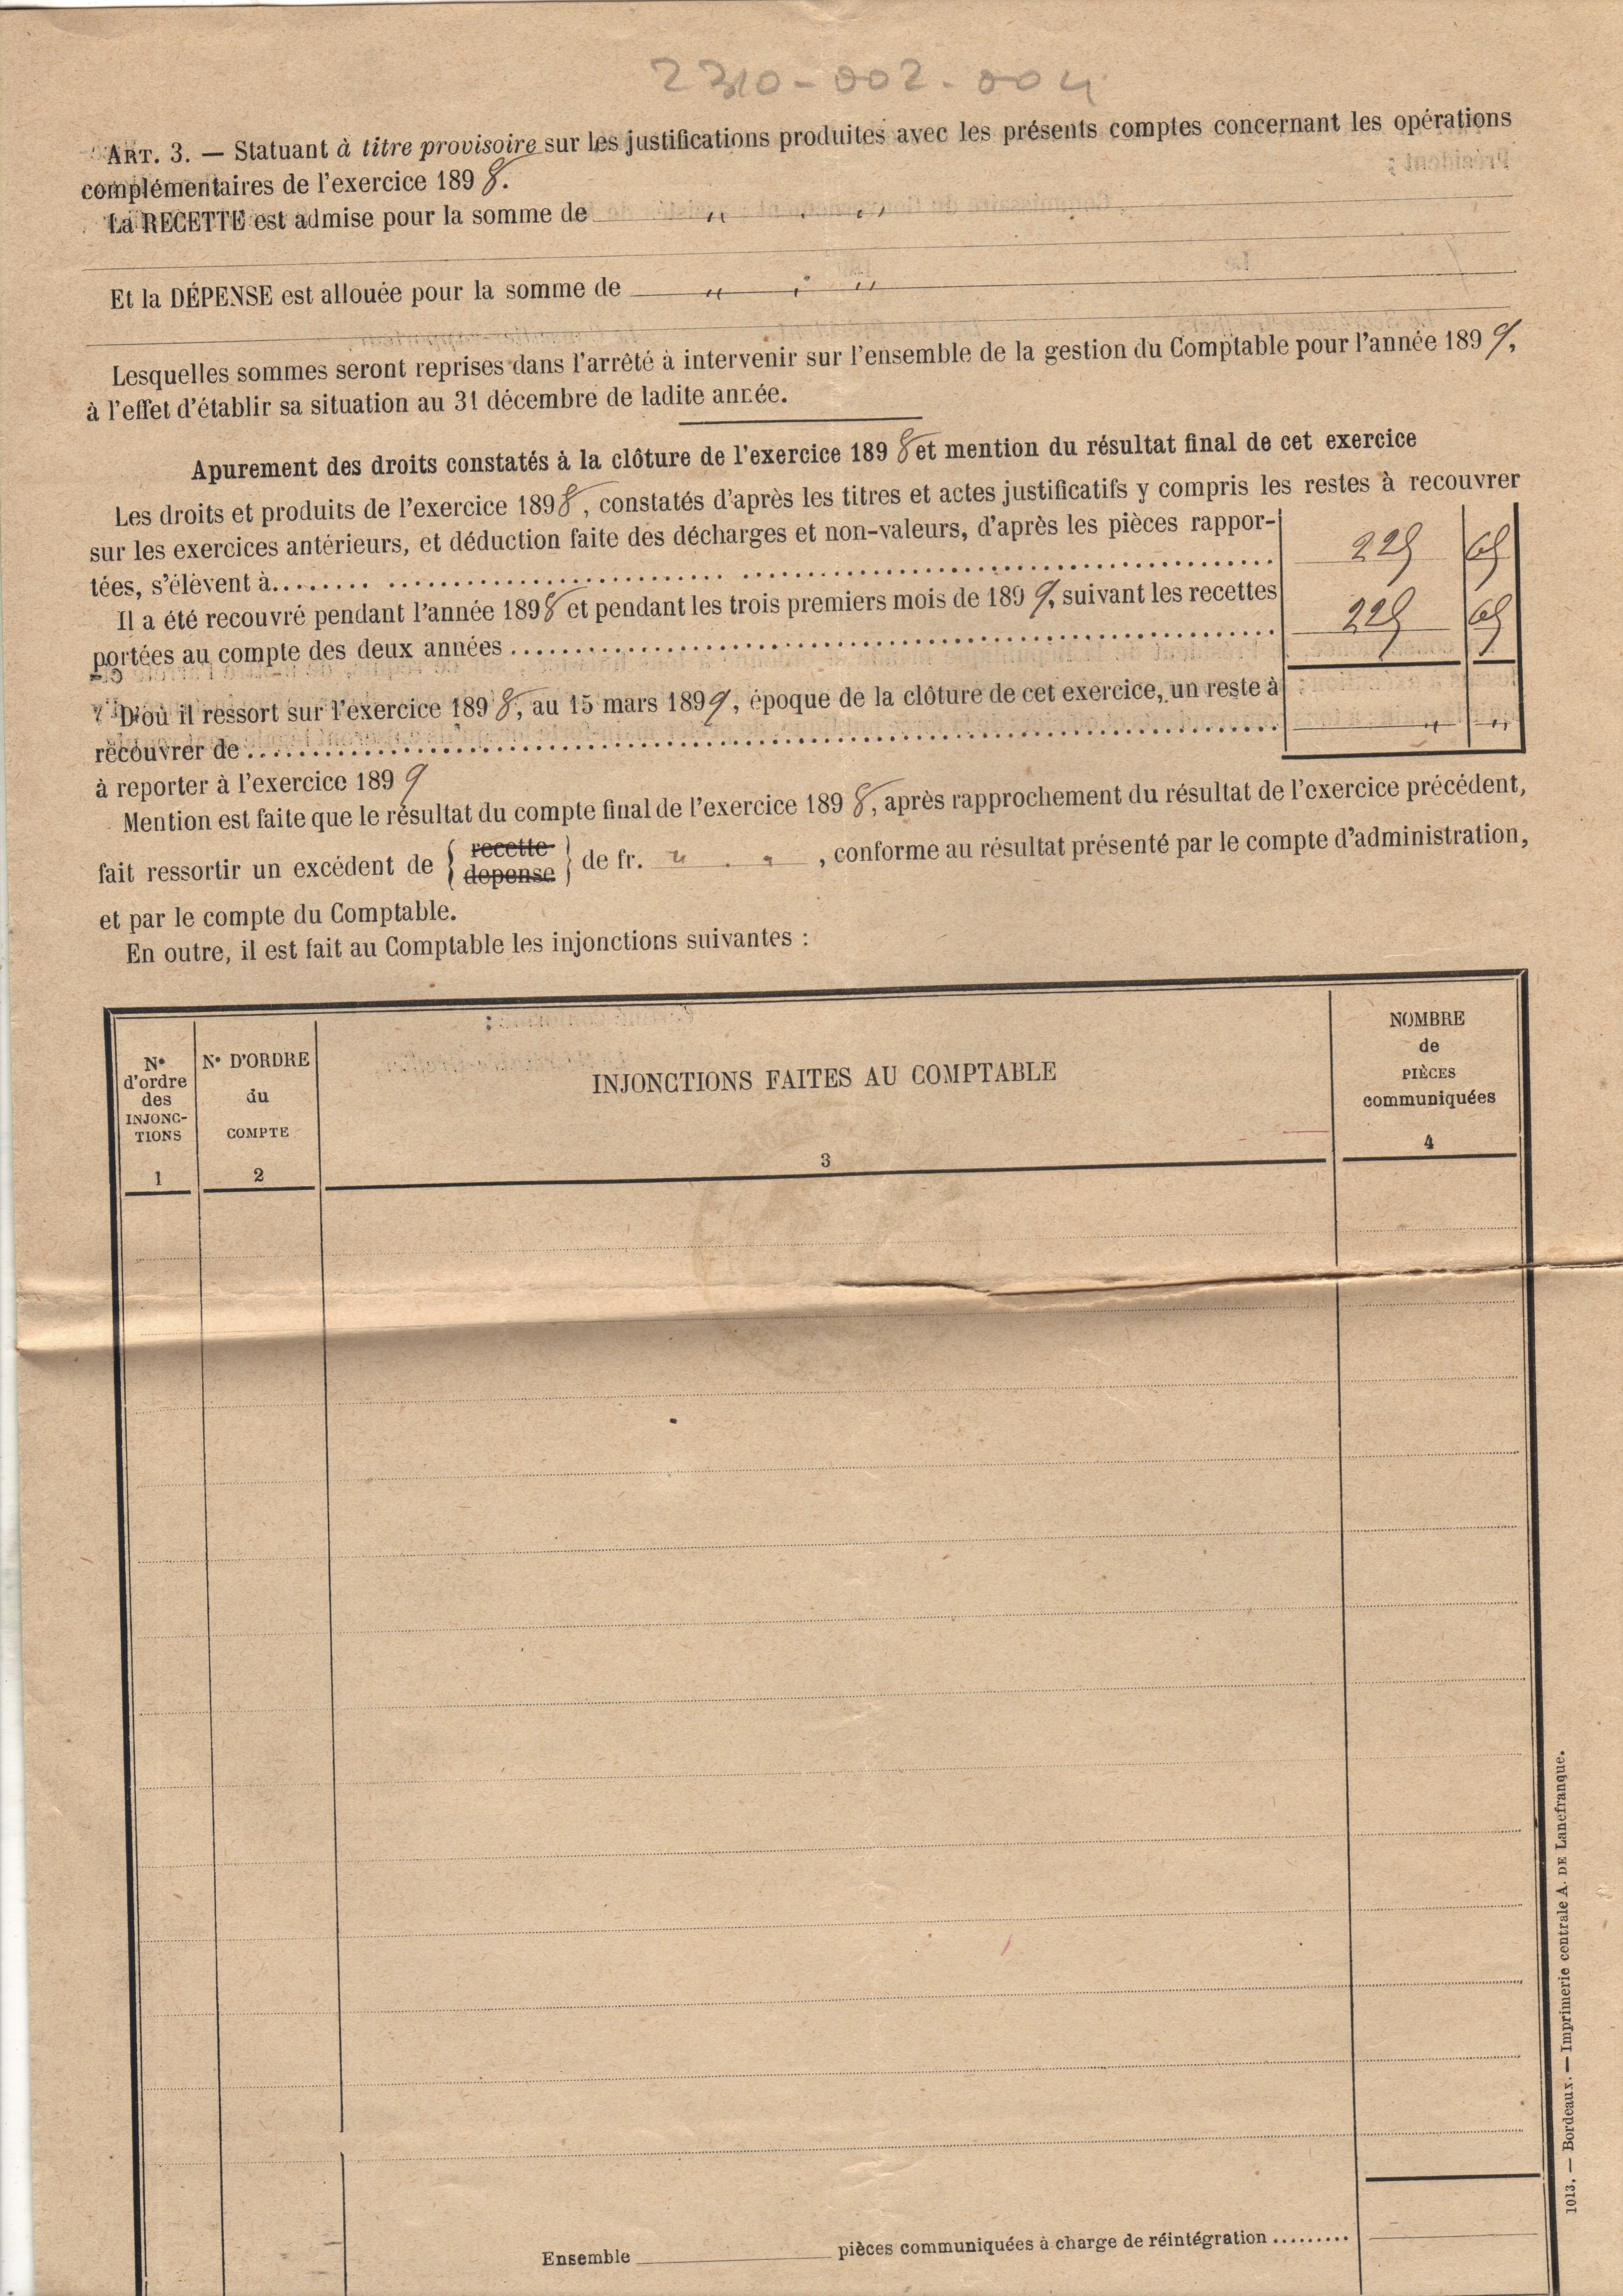 2310-002-004
ART. 3. — Statuant à titre provisoire sur les justifications produites avec les présents comptes concernant les opérations
complémentaires de l'exercice 1898.
La RECETTE est admise pour la somme de " . "
Et la DÉPENSE est allouée pour la somme de " . "
Lesquelles sommes seront reprises dans l'arrêté à intervenir sur l'ensemble de la gestion du Comptable pour l'année 1899,
à l'effet d'établir sa situation au 31 décembre de ladite année.
Apurement des droits constatés à la clôture de l'exercice 1898 et mention du résultat final de cet exercice
Les droits et produits de l'exercice 1898, constatés d'après les titres et actes justificatifs y compris les restes à recouvrer
sur les exercices antérieurs, et déduction faite des décharges et non-valeurs, d'après les pièces rappor-
tées, s'élèvent à........
Il a été recouvré pendant l'année 1898 et pendant les trois premiers mois de 1899, suivant les recettes
portées au compte des deux années........
D'où il ressort sur l'exercice 1898, au 15 mars 1899, époque de la clôture de cet exercice, un reste à
recouvrer de........ " "
à reporter à l'exercice 1899
Mention est faite que le résultat du compte final de l'exercice 1898, après rapprochement du résultat de l'exercice précédent,
fait ressortir un excédent de { recette
dépense } de fr. " . " , conforme au résultat présenté par le compte d'administration,
et par le compte du Comptable.
En outre, il est fait au Comptable les injonctions suivantes :
N°
d'ordre
des
INJONC-
TIONS
1
N° D'ORDRE
du
COMPTE
2
INJONCTIONS FAITES AU COMPTABLE
3
NOMBRE
de
PIÈCES
communiquées
4
Ensemble pièces communiquées à charge de réintégration.........
1013. — Bordeaux. — Imprimerie centrale A. DE Lanefranque.